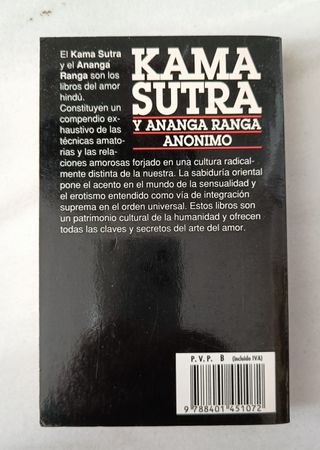 El Kama Sutra
y el Ananga
Ranga son los
libros del amor
hindú.
Constituyen un
compendio ex-
haustivo de las
técnicas amato-
rias y las rela-
ciones amorosas forjado en una cultura radical-
mente distinta de la nuestra. La sabiduría oriental
pone el acento en el mundo de la sensualidad y
el erotismo entendido como vía de integración
suprema en el orden universal. Estos libros son
un patrimonio cultural de la humanidad y ofrecen
todas las claves y secretos del arte del amor.
KAMA
SUTRA
Y ANANGA RANGA
ANONIMO
P. V. P. B (incluido IVA)
9 788401 451072